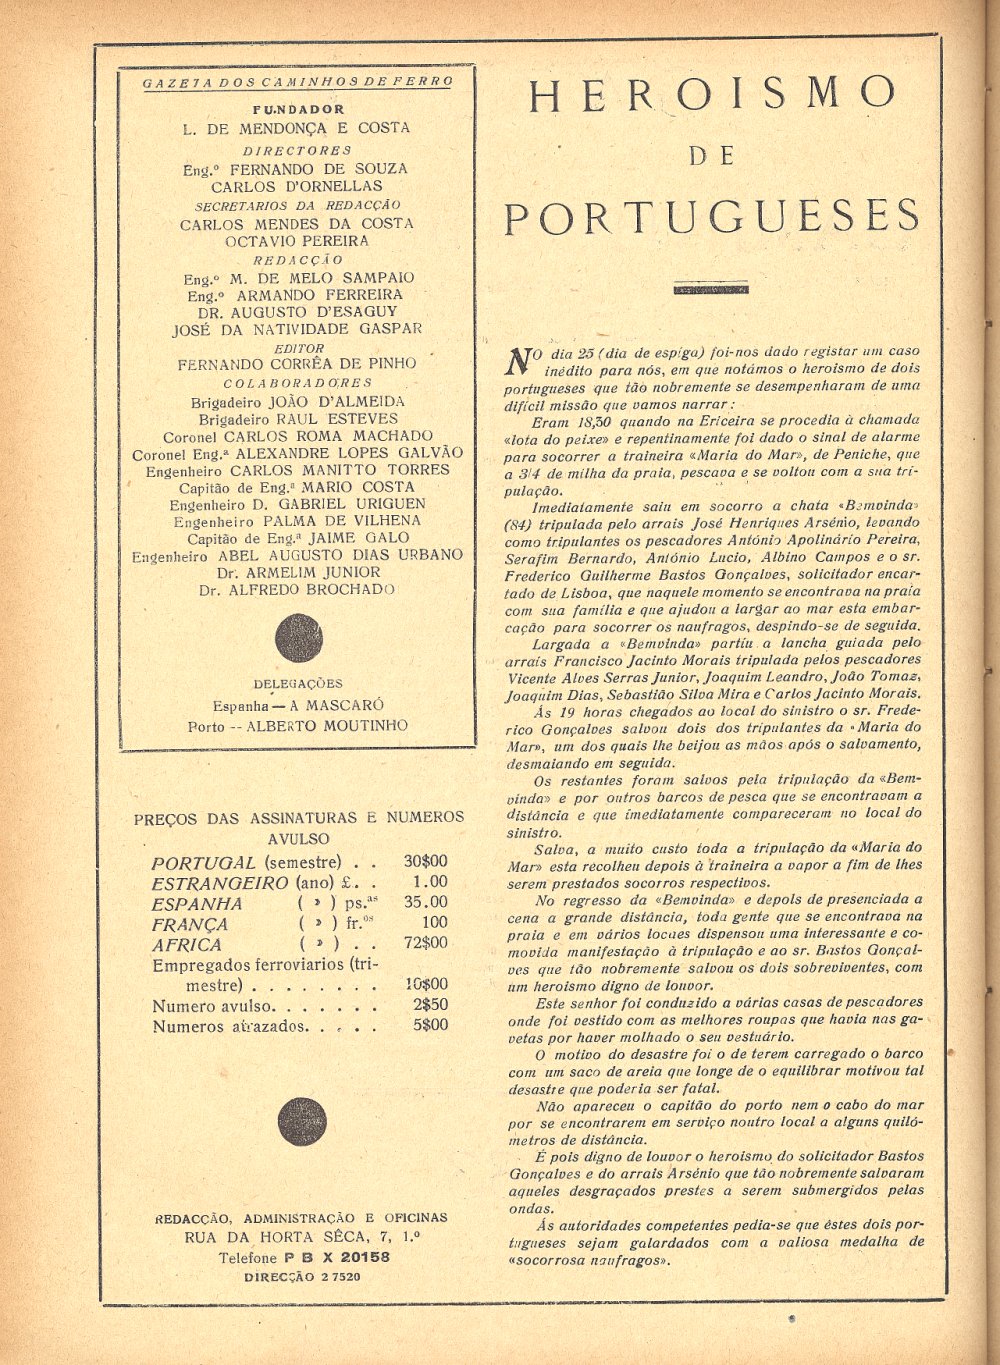 GAZETA DOS CAMINHOS DE FERRO
FUNDADOR
L. DE MENDONÇA E COSTA
DIRECTORES
Eng.º FERNANDO DE SOUZA
CARLOS D'ORNELLAS
SECRETARIOS DA REDACÇÃO
CARLOS MENDES DA COSTA
OCTAVIO PEREIRA
REDACÇÃO
Eng.º M. DE MELO SAMPAIO
Eng.º ARMANDO FERREIRA
DR. AUGUSTO D'ESAGUY
JOSÉ DA NATIVIDADE GASPAR
EDITOR
FERNANDO CORRÊA DE PINHO
COLABORADORES
Brigadeiro JOÃO D'ALMEIDA
Brigadeiro RAUL ESTEVES
Coronel CARLOS ROMA MACHADO
Coronel Eng.ª ALEXANDRE LOPES GALVÃO
Engenheiro CARLOS MANITTO TORRES
Capitão de Eng.ª MARIO COSTA
Engenheiro D. GABRIEL URIGUEN
Engenheiro PALMA DE VILHENA
Capitão de Eng.ª JAIME GALO
Engenheiro ABEL AUGUSTO DIAS URBANO
Dr. ARMELIM JUNIOR
Dr. ALFREDO BROCHADO
DELEGAÇÕES
Espanha — A MASCARÓ
Porto -- ALBERTO MOUTINHO
PREÇOS DAS ASSINATURAS E NUMEROS
AVULSO
PORTUGAL (semestre) . . 30$00
ESTRANGEIRO (ano) £. . 1.00
ESPANHA ( » ) ps.as 35.00
FRANÇA ( » ) fr.os 100
AFRICA ( » ) . . 72$00
Empregados ferroviarios (tri-
mestre) . . . . . . . . 10$00
Numero avulso. . . . . . . 2$50
Numeros atrazados. . . . . 5$00
REDACÇÃO, ADMINISTRAÇÃO E OFICINAS
RUA DA HORTA SÊCA, 7, 1.º
Telefone P B X 20158
DIRECÇÃO 2 7520
HEROISMO
DE
PORTUGUESES
NO dia 25 (dia de espiga) foi-nos dado registar um caso
inédito para nós, em que notámos o heroismo de dois
portugueses que tão nobremente se desempenharam de uma
difícil missão que vamos narrar:
Eram 18,30 quando na Ericeira se procedia à chamada
«lota do peixe» e repentinamente foi dado o sinal de alarme
para socorrer a traineira «Maria do Mar», de Peniche, que
a 3/4 de milha da praia, pescava e se voltou com a sua tri-
pulação.
Imediatamente saiu em socorro a chata «Bemvinda»
(84) tripulada pelo arrais José Henriques Arsénio, levando
como tripulantes os pescadores António Apolinário Pereira,
Serafim Bernardo, António Lucio, Albino Campos e o sr.
Frederico Guilherme Bastos Gonçalves, solicitador encar-
tado de Lisboa, que naquele momento se encontrava na praia
com sua família e que ajudou a largar ao mar esta embar-
cação para socorrer os naufragos, despindo-se de seguida.
Largada a «Bemvinda» partiu a lancha guiada pelo
arrais Francisco Jacinto Morais tripulada pelos pescadores
Vicente Alves Serras Junior, Joaquim Leandro, João Tomaz,
Joaquim Dias, Sebastião Silva Mira e Carlos Jacinto Morais.
Ás 19 horas chegados ao local do sinistro o sr. Frede-
rico Gonçalves salvou dois dos tripulantes da «Maria do
Mar», um dos quais lhe beijou as mãos após o salvamento,
desmaiando em seguida.
Os restantes foram salvos pela tripulação da «Bem-
vinda» e por outros barcos de pesca que se encontravam a
distância e que imediatamente compareceram no local do
sinistro.
Salva, a muito custo toda a tripulação da «Maria do
Mar» esta recolheu depois à traineira a vapor a fim de lhes
serem prestados socorros respectivos.
No regresso da «Bemvinda» e depols de presenciada a
cena a grande distância, toda gente que se encontrava na
praia e em vários locaes dispensou uma interessante e co-
movida manifestação à tripulação e ao sr. Bastos Gonçal-
ves que tão nobremente salvou os dois sobreviventes, com
um heroismo digno de louvor.
Este senhor foi conduzido a várias casas de pescadores
onde foi vestido com as melhores roupas que havia nas ga-
vetas por haver molhado o seu vestuário.
O motivo do desastre foi o de terem carregado o barco
com um saco de areia que longe de o equilibrar motivou tal
desastre que poderia ser fatal.
Não apareceu o capitão do porto nem o cabo do mar
por se encontrarem em serviço noutro local a alguns quiló-
metros de distância.
É pois digno de louvor o heroismo do solicitador Bastos
Gonçalves e do arrais Arsénio que tão nobremente salvaram
aqueles desgraçados prestes a serem submergidos pelas
ondas.
Ás autoridades competentes pedia-se que êstes dois por-
tugueses sejam galardados com a valiosa medalha de
«socorrosa naufragos».